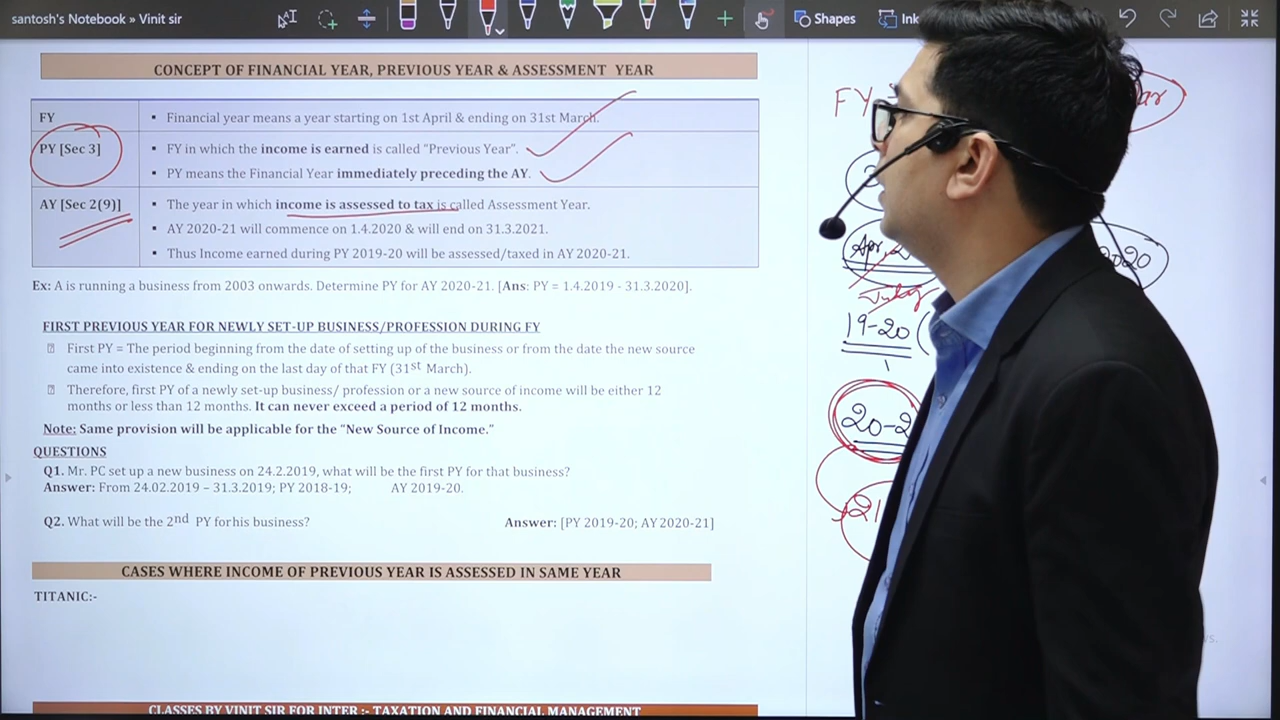 santosh's Notebook » Vinit sir
Shapes
Ink
CONCEPT OF FINANCIAL YEAR, PREVIOUS YEAR & ASSESSMENT YEAR
FY
▪ Financial year means a year starting on 1st April & ending on 31st March.
PY [Sec 3]
▪ FY in which the income is earned is called “Previous Year”.
▪ PY means the Financial Year immediately preceding the AY.
AY [Sec 2(9)]
▪ The year in which income is assessed to tax is called Assessment Year.
▪ AY 2020-21 will commence on 1.4.2020 & will end on 31.3.2021.
▪ Thus Income earned during PY 2019-20 will be assessed/taxed in AY 2020-21.
Ex: A is running a business from 2003 onwards. Determine PY for AY 2020-21. [Ans: PY = 1.4.2019 - 31.3.2020].
FIRST PREVIOUS YEAR FOR NEWLY SET-UP BUSINESS/PROFESSION DURING FY
First PY = The period beginning from the date of setting up of the business or from the date the new source
came into existence & ending on the last day of that FY (31st March).
Therefore, first PY of a newly set-up business/ profession or a new source of income will be either 12
months or less than 12 months. It can never exceed a period of 12 months.
Note: Same provision will be applicable for the “New Source of Income.”
QUESTIONS
Q1. Mr. PC set up a new business on 24.2.2019, what will be the first PY for that business?
Answer: From 24.02.2019 – 31.3.2019; PY 2018-19; AY 2019-20.
Q2. What will be the 2nd PY for his business? Answer: [PY 2019-20; AY 2020-21]
CASES WHERE INCOME OF PREVIOUS YEAR IS ASSESSED IN SAME YEAR
TITANIC:-
CLASSES BY VINIT SIR FOR INTER :- TAXATION AND FINANCIAL MANAGEMENT
FY
Apr,
2020
July
19-20
20-2
21